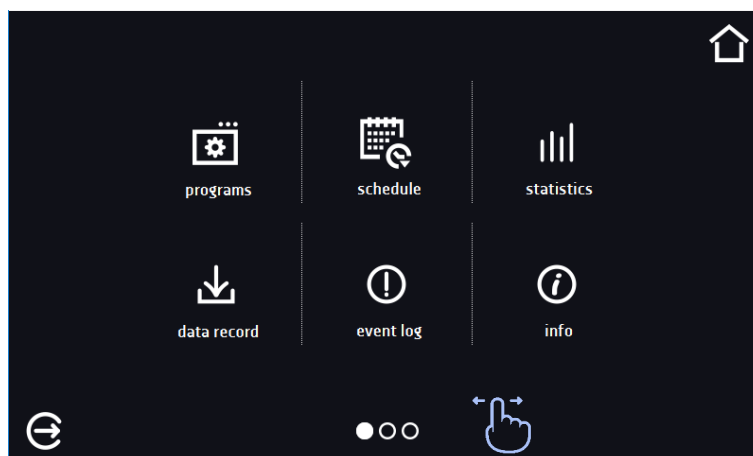 programs
schedule
statistics
data record
event log
info